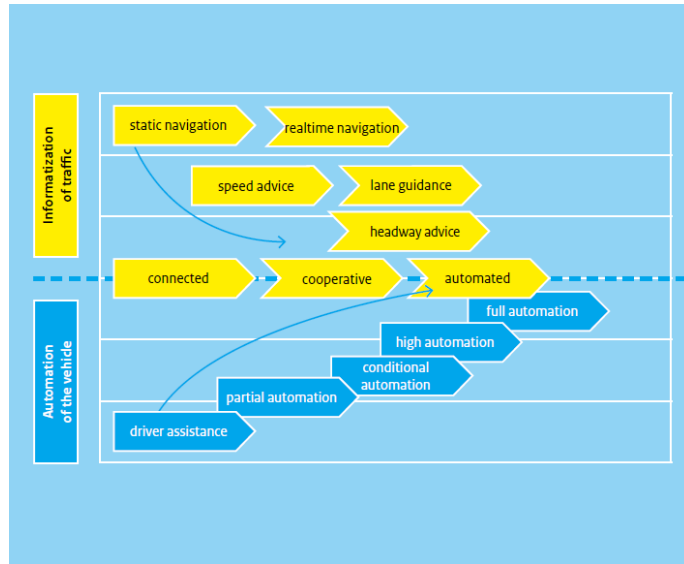 Informatization
of traffic
static navigation
realtime navigation
speed advice
lane guidance
headway advice
connected
cooperative
automated
Automation
of the vehicle
full automation
high automation
conditional
automation
partial automation
driver assistance